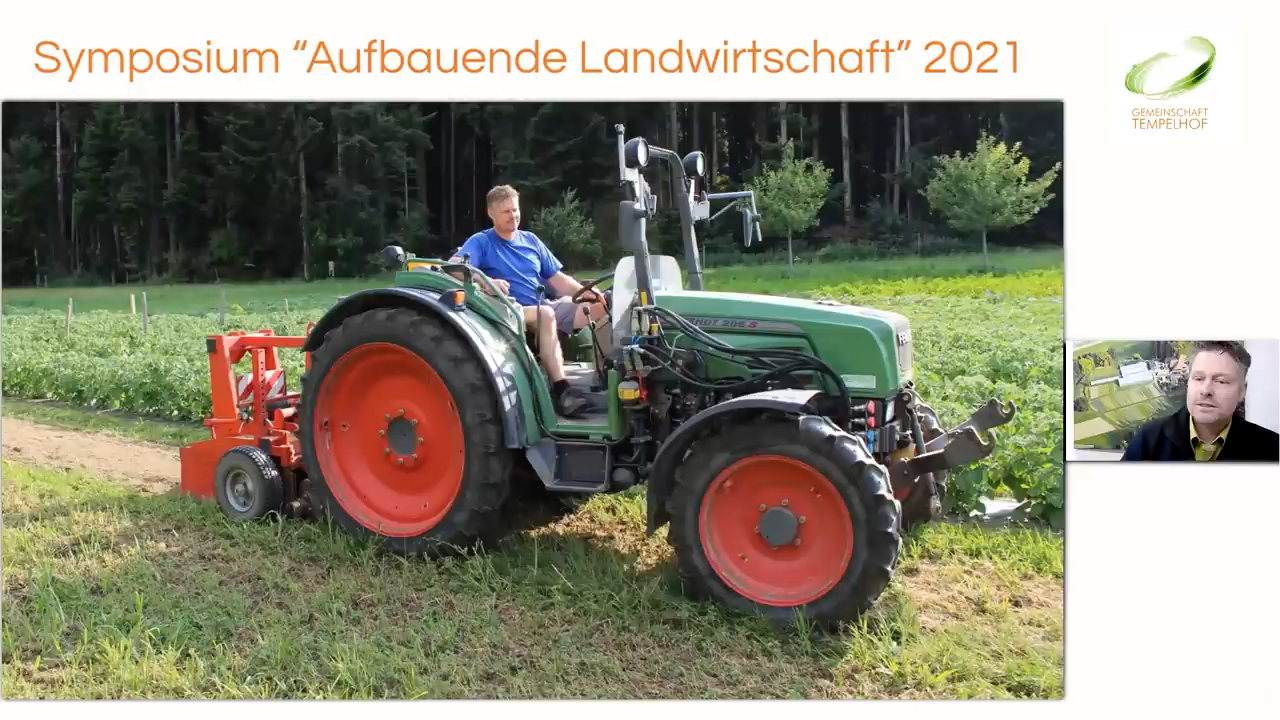 Symposium “Aufbauende Landwirtschaft” 2021
GEMEINSCHAFT
TEMPELHOF